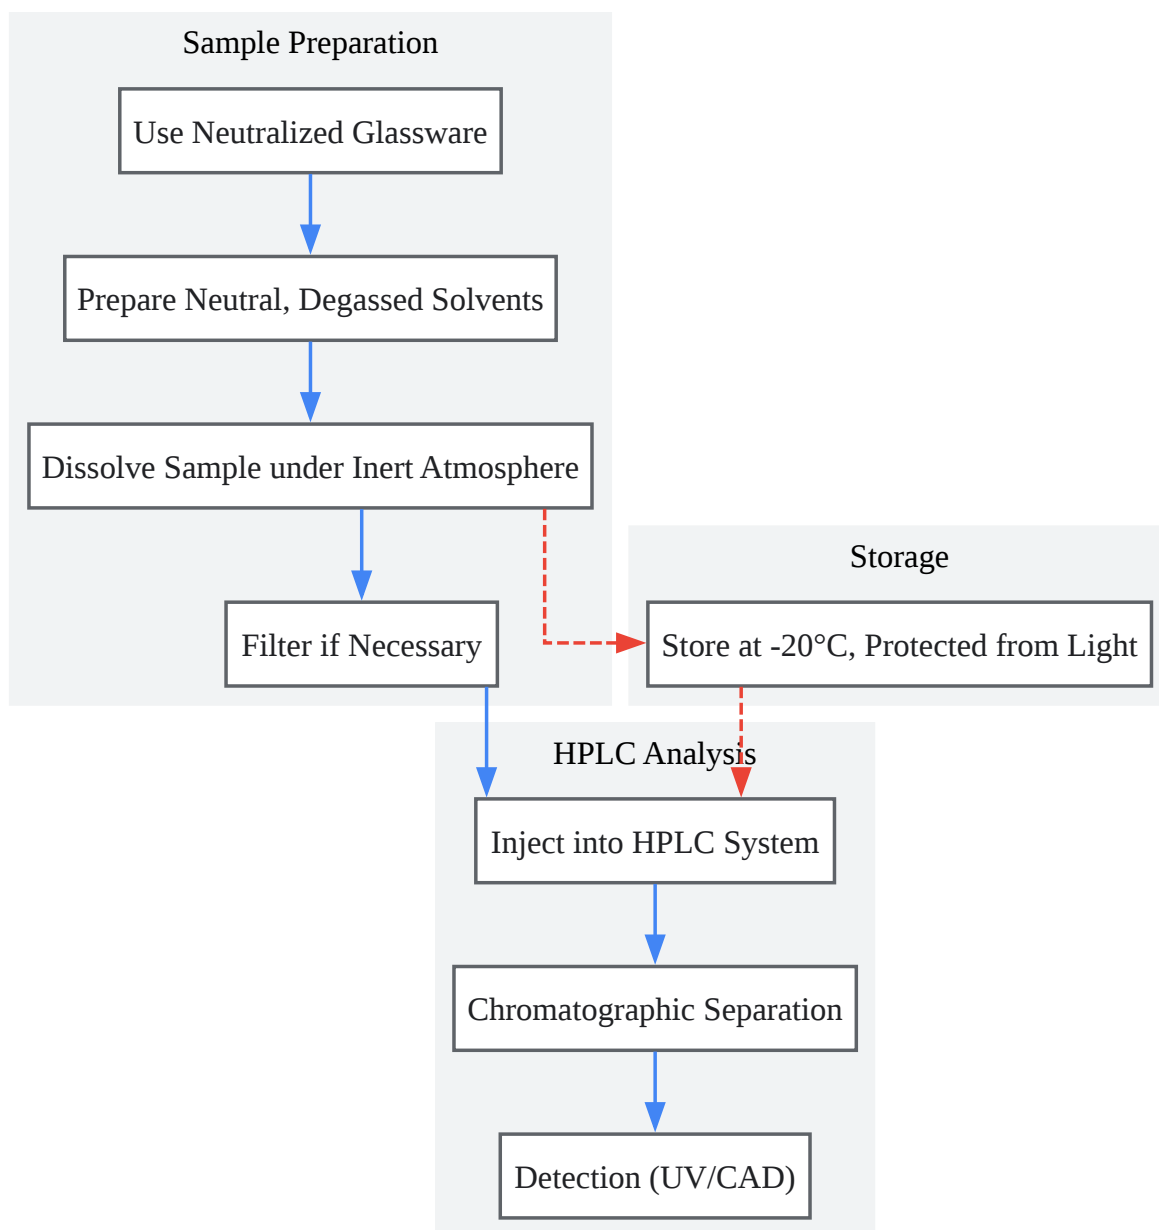 Sample Preparation
Use Neutralized Glassware
Prepare Neutral, Degassed Solvents
Dissolve Sample under Inert Atmosphere
Filter if Necessary
Storage
Store at -20°C, Protected from Light
HPLC Analysis
Inject into HPLC System
Chromatographic Separation
Detection (UV/CAD)